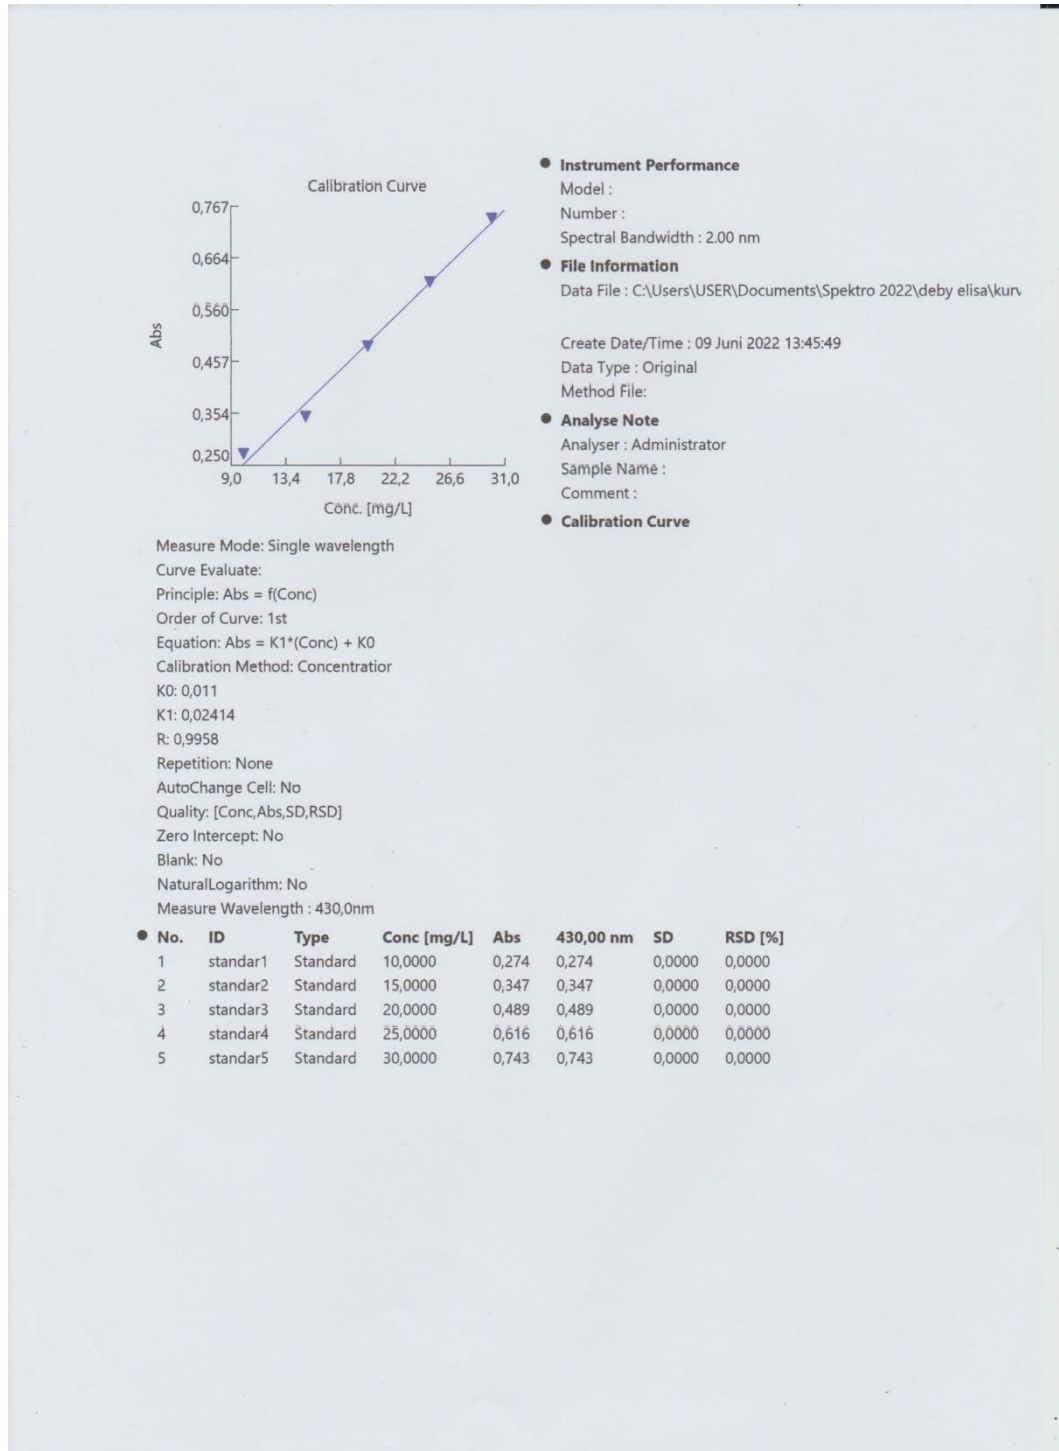 Calibration Curve
0,767
0,664
0,560
0,457
0,354
0,250
Abs
9,0 13,4 17,8 22,2 26,6 31,0
Conc. [mg/L]
● Instrument Performance
Model :
Number :
Spectral Bandwidth : 2.00 nm
● File Information
Data File : C:\Users\USER\Documents\Spektro 2022\deby elisa\kurv
Create Date/Time : 09 Juni 2022 13:45:49
Data Type : Original
Method File:
● Analyse Note
Analyser : Administrator
Sample Name :
Comment :
● Calibration Curve
Measure Mode: Single wavelength
Curve Evaluate:
Principle: Abs = f(Conc)
Order of Curve: 1st
Equation: Abs = K1*(Conc) + K0
Calibration Method: Concentratior
K0: 0,011
K1: 0,02414
R: 0,9958
Repetition: None
AutoChange Cell: No
Quality: [Conc,Abs,SD,RSD]
Zero Intercept: No
Blank: No
NaturalLogarithm: No
Measure Wavelength : 430,0nm
● No. ID Type Conc [mg/L] Abs 430,00 nm SD RSD [%]
1 standar1 Standard 10,0000 0,274 0,274 0,0000 0,0000
2 standar2 Standard 15,0000 0,347 0,347 0,0000 0,0000
3 standar3 Standard 20,0000 0,489 0,489 0,0000 0,0000
4 standar4 Standard 25,0000 0,616 0,616 0,0000 0,0000
5 standar5 Standard 30,0000 0,743 0,743 0,0000 0,0000